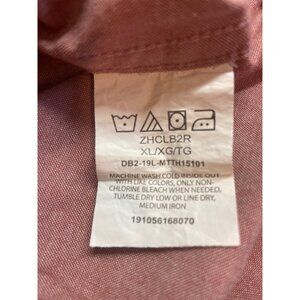 ZHCLB2R
XL/XG/TG
DB2-19L-MTTH15101
MACHINE WASH COLD INSIDE OUT
WITH LIKE COLORS, ONLY NON-
CHLORINE BLEACH WHEN NEEDED,
TUMBLE DRY LOW OR LINE DRY,
MEDIUM IRON
191056168070